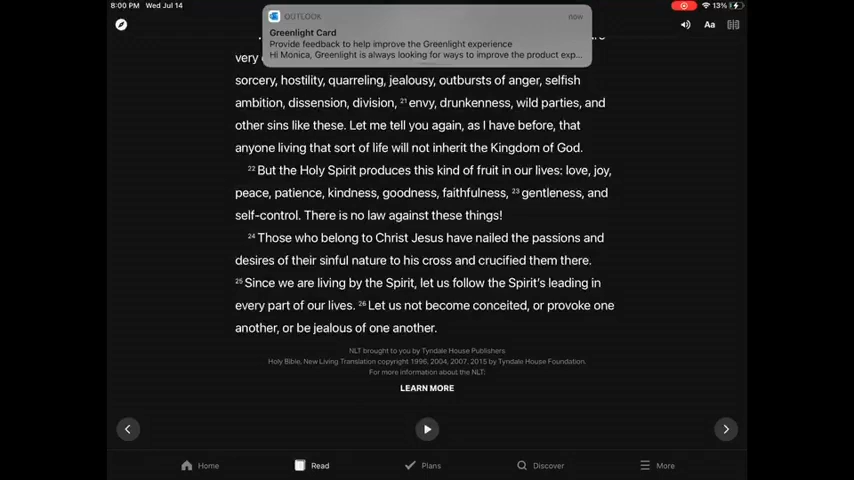 8:00 PM Wed Jul 14
13%
OUTLOOK
now
Greenlight Card
Provide feedback to help improve the Greenlight experience
Hi Monica, Greenlight is always looking for ways to improve the product exp...
Aa
very
sorcery, hostility, quarreling, jealousy, outbursts of anger, selfish
ambition, dissension, division, 21 envy, drunkenness, wild parties, and
other sins like these. Let me tell you again, as I have before, that
anyone living that sort of life will not inherit the Kingdom of God.
22 But the Holy Spirit produces this kind of fruit in our lives: love, joy,
peace, patience, kindness, goodness, faithfulness, 23 gentleness, and
self-control. There is no law against these things!
24 Those who belong to Christ Jesus have nailed the passions and
desires of their sinful nature to his cross and crucified them there.
25 Since we are living by the Spirit, let us follow the Spirit's leading in
every part of our lives. 26 Let us not become conceited, or provoke one
another, or be jealous of one another.
NLT brought to you by Tyndale House Publishers
Holy Bible, New Living Translation copyright 1996, 2004, 2007, 2015 by Tyndale House Foundation.
For more information about the NLT:
LEARN MORE
Home
Read
Plans
Discover
More